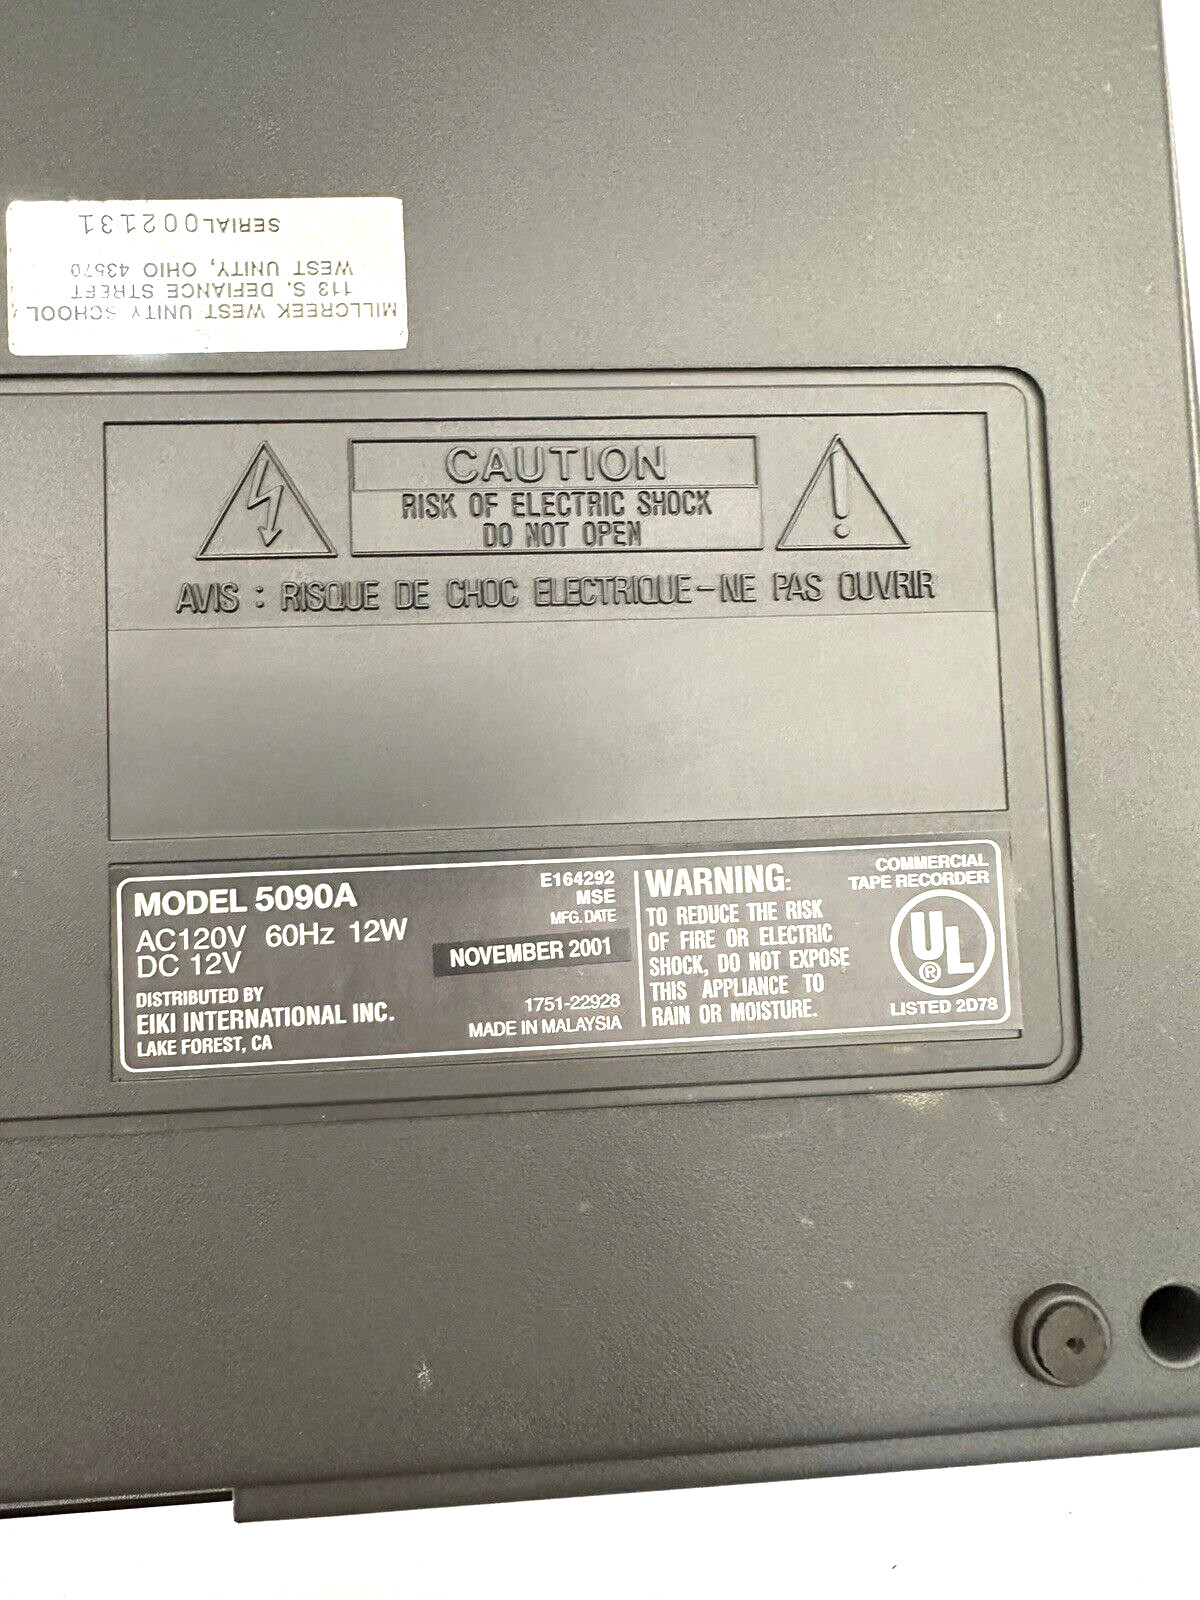 MILLCREEK WEST UNITY SCHOOL
113 S. DEFIANCE STREET
WEST UNITY, OHIO 43570
SERIAL002131
CAUTION
RISK OF ELECTRIC SHOCK
DO NOT OPEN
AVIS : RISQUE DE CHOC ELECTRIQUE-NE PAS OUVRIR
MODEL 5090A
AC120V 60Hz 12W
DC 12V
DISTRIBUTED BY
EIKI INTERNATIONAL INC.
LAKE FOREST, CA
E164292
MSE
MFG. DATE
NOVEMBER 2001
1751-22928
MADE IN MALAYSIA
WARNING:
TO REDUCE THE RISK
OF FIRE OR ELECTRIC
SHOCK, DO NOT EXPOSE
THIS APPLIANCE TO
RAIN OR MOISTURE.
COMMERCIAL
TAPE RECORDER
UL
®
LISTED 2D78